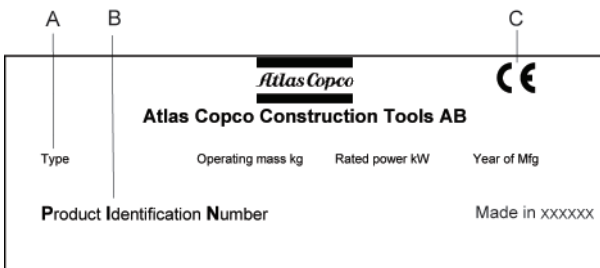 A B C
Atlas Copco CE
Atlas Copco Construction Tools AB
Type Operating mass kg Rated power kW Year of Mfg
Product Identification Number Made in xxxxxx